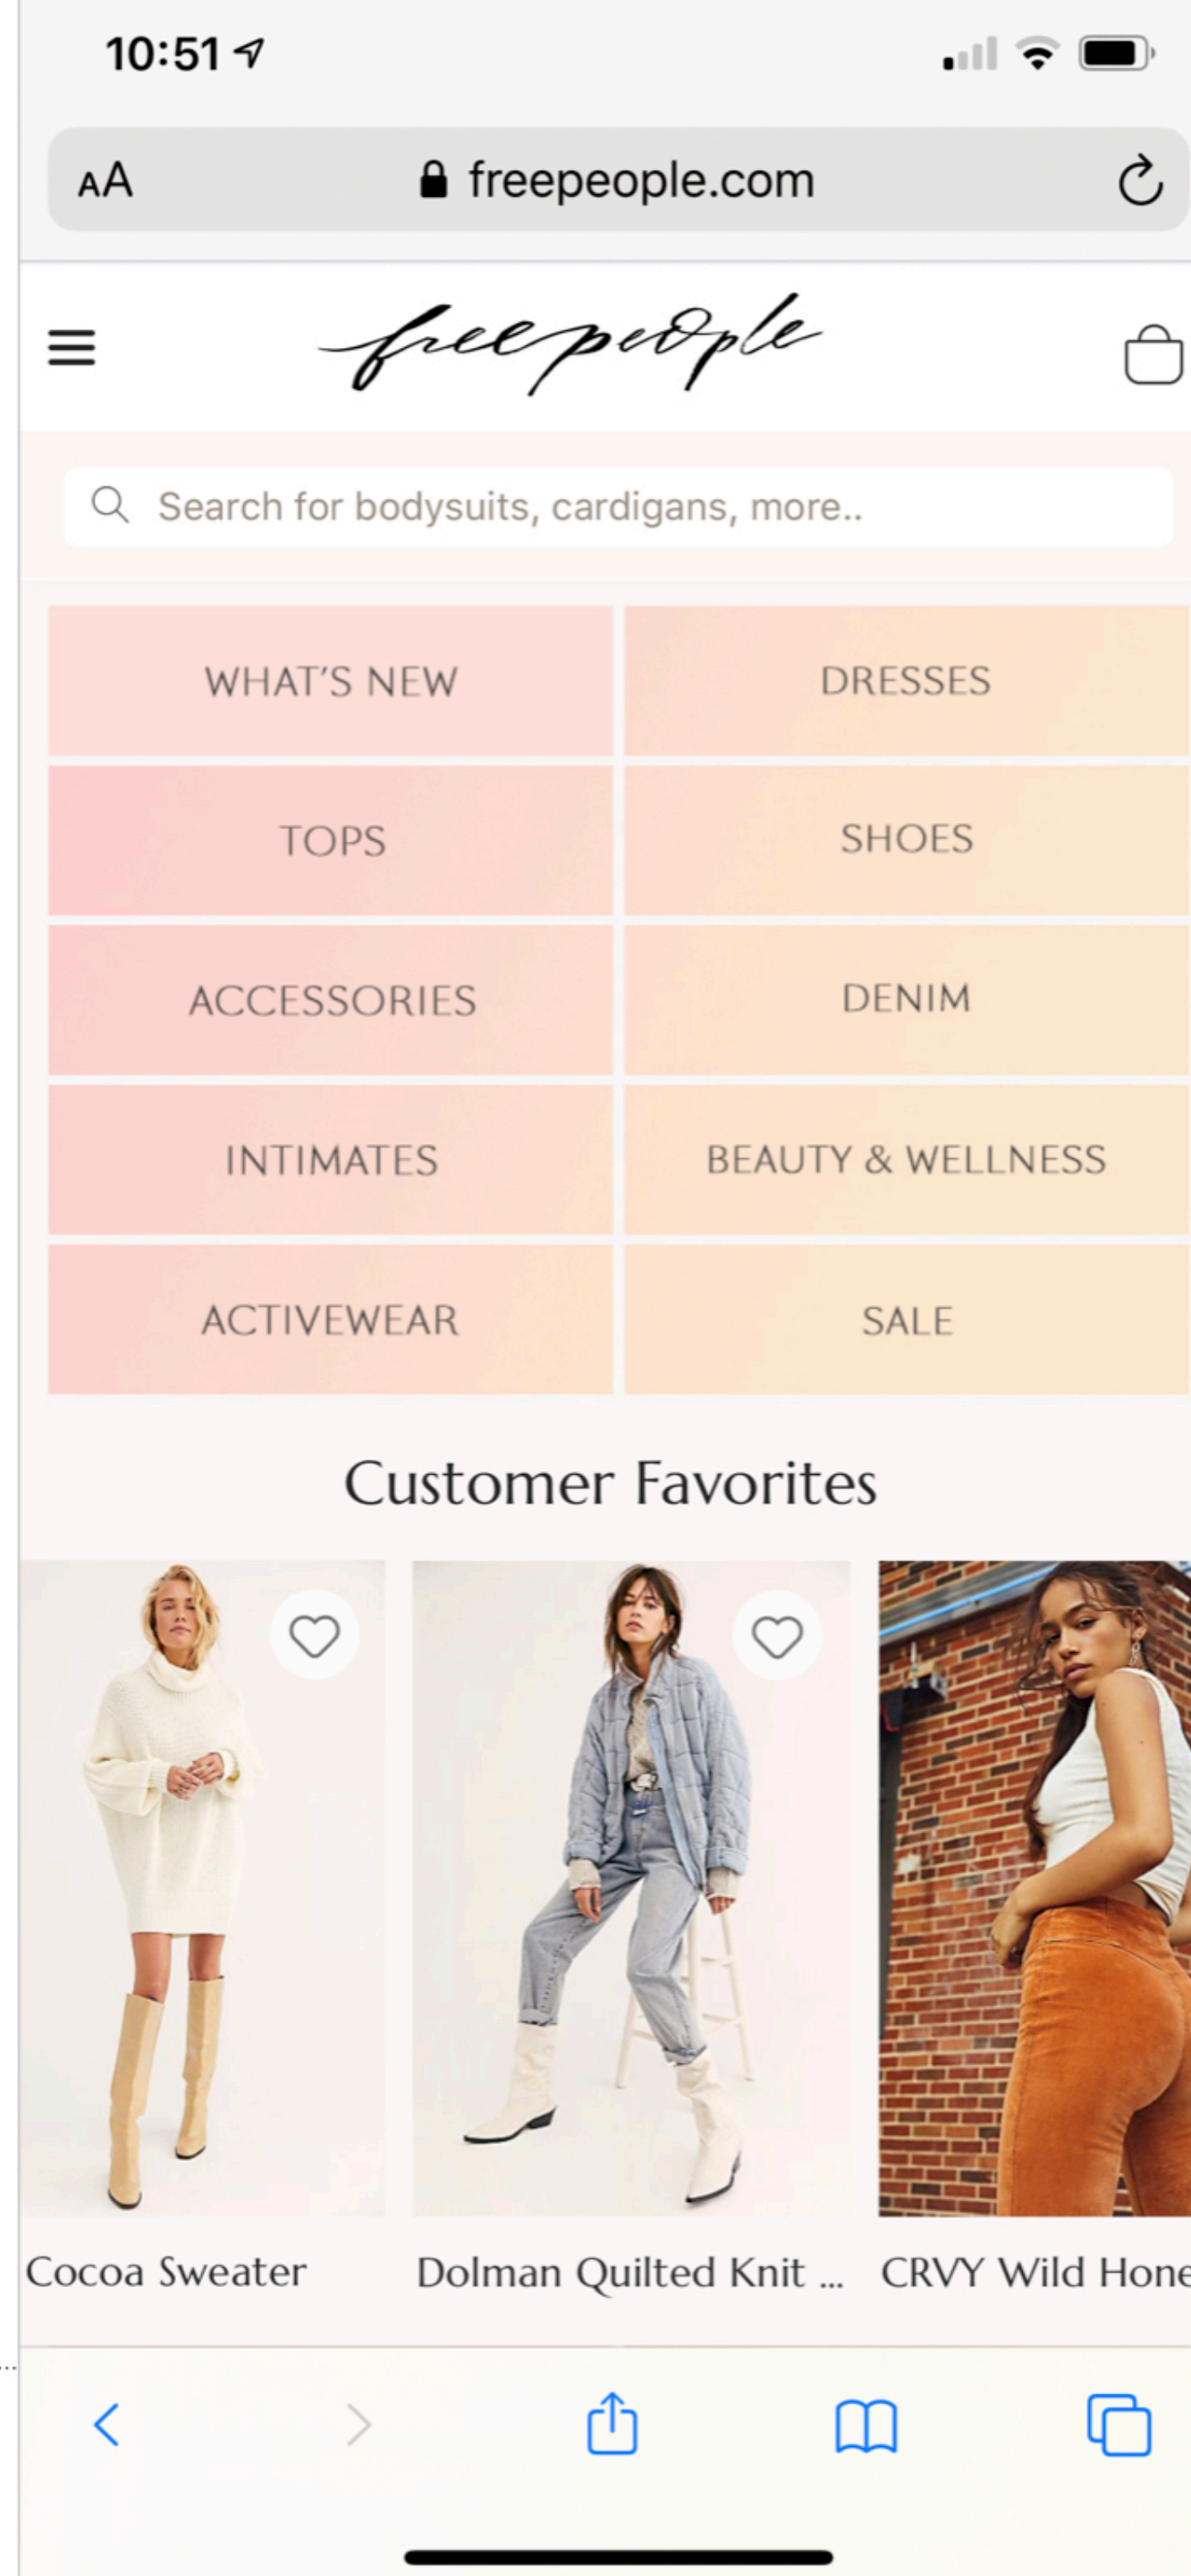 10:51
AA freepeople.com
free people
Search for bodysuits, cardigans, more..
WHAT'S NEW
DRESSES
TOPS
SHOES
ACCESSORIES
DENIM
INTIMATES
BEAUTY & WELLNESS
ACTIVEWEAR
SALE
Customer Favorites
Cocoa Sweater
Dolman Quilted Knit ...
CRVY Wild Hone